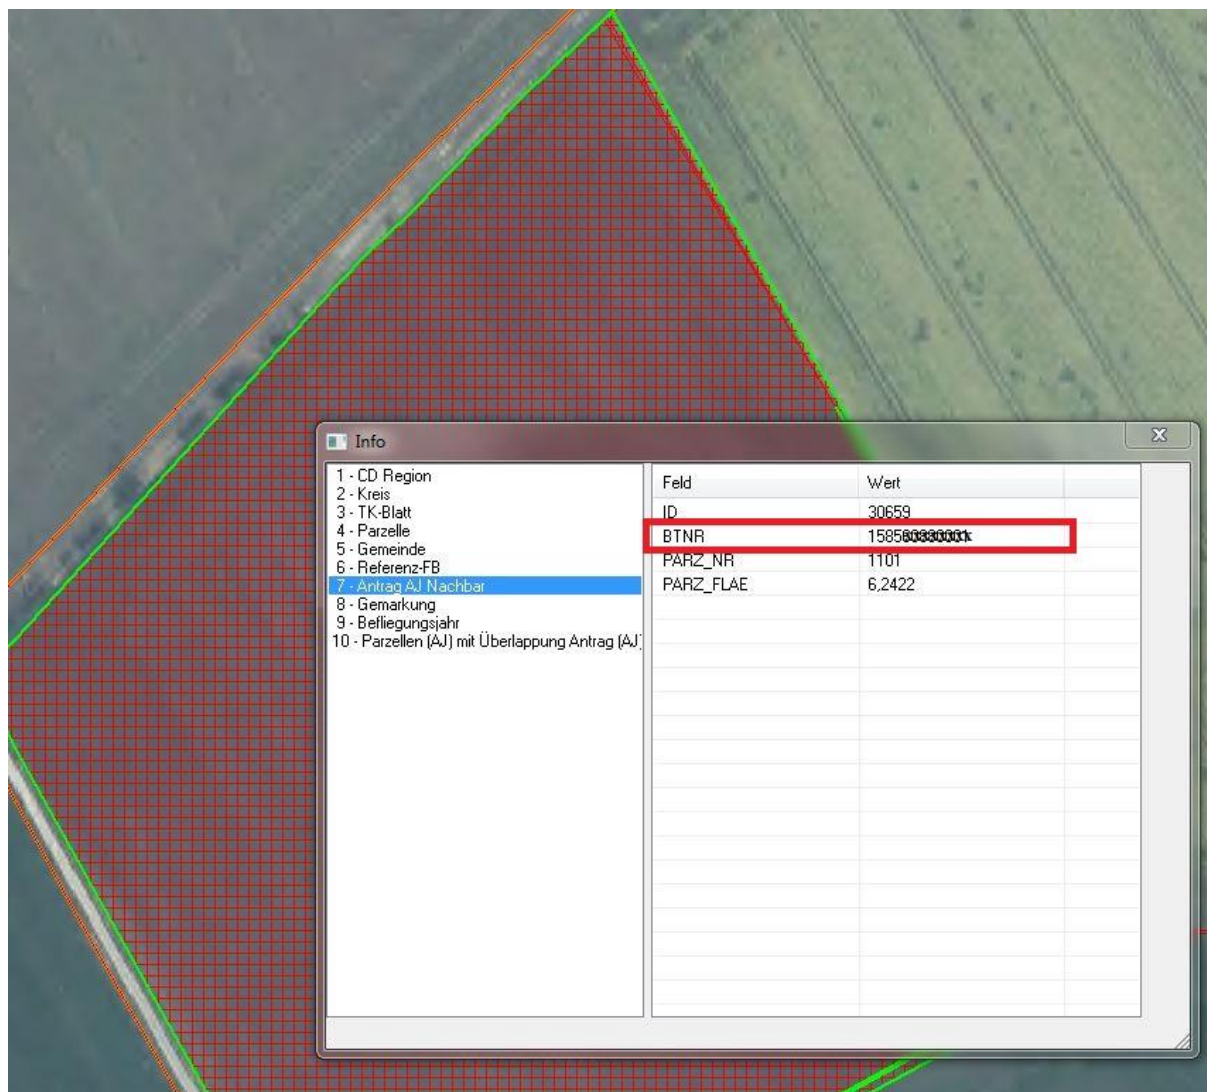 Info
1 - CD Region
2 - Kreis
3 - TK-Blatt
4 - Parzelle
5 - Gemeinde
6 - Referenz-FB
7 - Antrag AJ Nachbar
8 - Gemarkung
9 - Befliegungsjahr
10 - Parzellen (AJ) mit Überlappung Antrag (AJ)
Feld Wert
ID 30659
BTNR
PARZ_NR 1101
PARZ_FLAE 6,2422